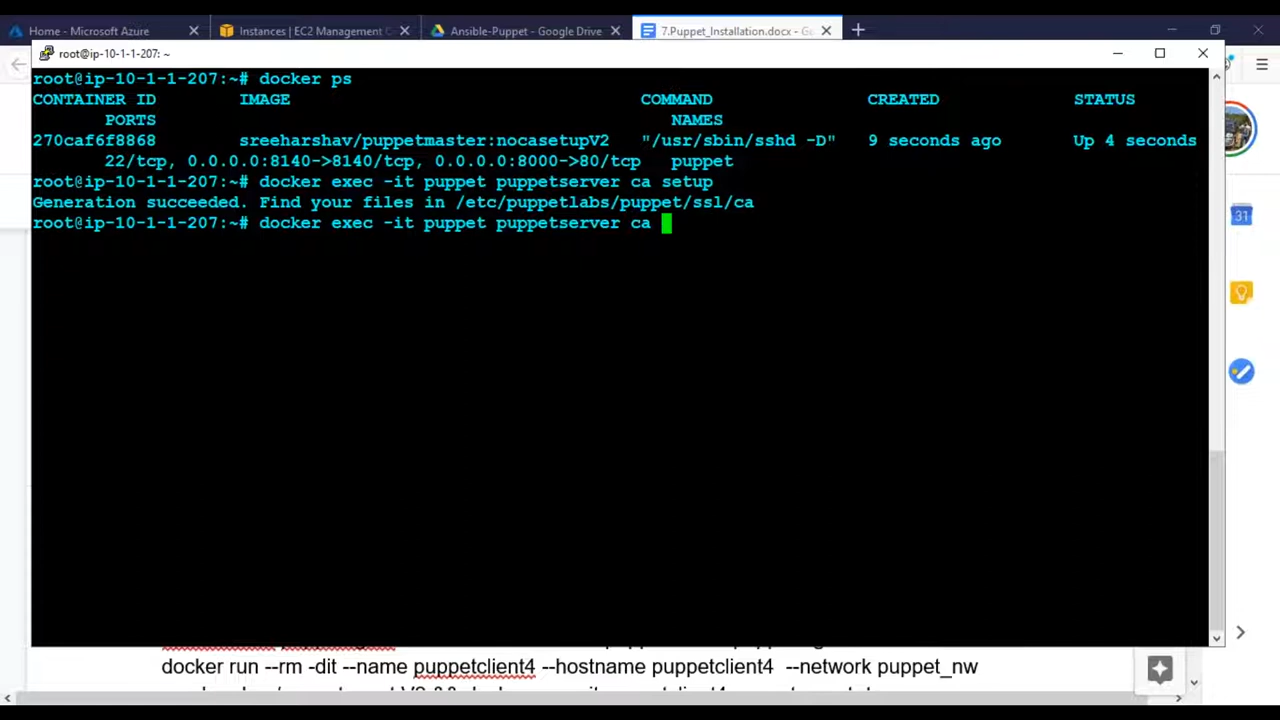 Home - Microsoft Azure
Instances | EC2 Management C
Ansible-Puppet - Google Drive
7.Puppet_Installation.docx - G
root@ip-10-1-1-207: ~
root@ip-10-1-1-207:~# docker ps
CONTAINER ID IMAGE COMMAND CREATED STATUS
PORTS NAMES
270caf6f8868 sreeharshav/puppetmaster:nocasetupV2 "/usr/sbin/sshd -D" 9 seconds ago Up 4 seconds
22/tcp, 0.0.0.0:8140->8140/tcp, 0.0.0.0:8000->80/tcp puppet
root@ip-10-1-1-207:~# docker exec -it puppet puppetserver ca setup
Generation succeeded. Find your files in /etc/puppetlabs/puppet/ssl/ca
root@ip-10-1-1-207:~# docker exec -it puppet puppetserver ca
31
docker run --rm -dit --name puppetclient4 --hostname puppetclient4 --network puppet_nw